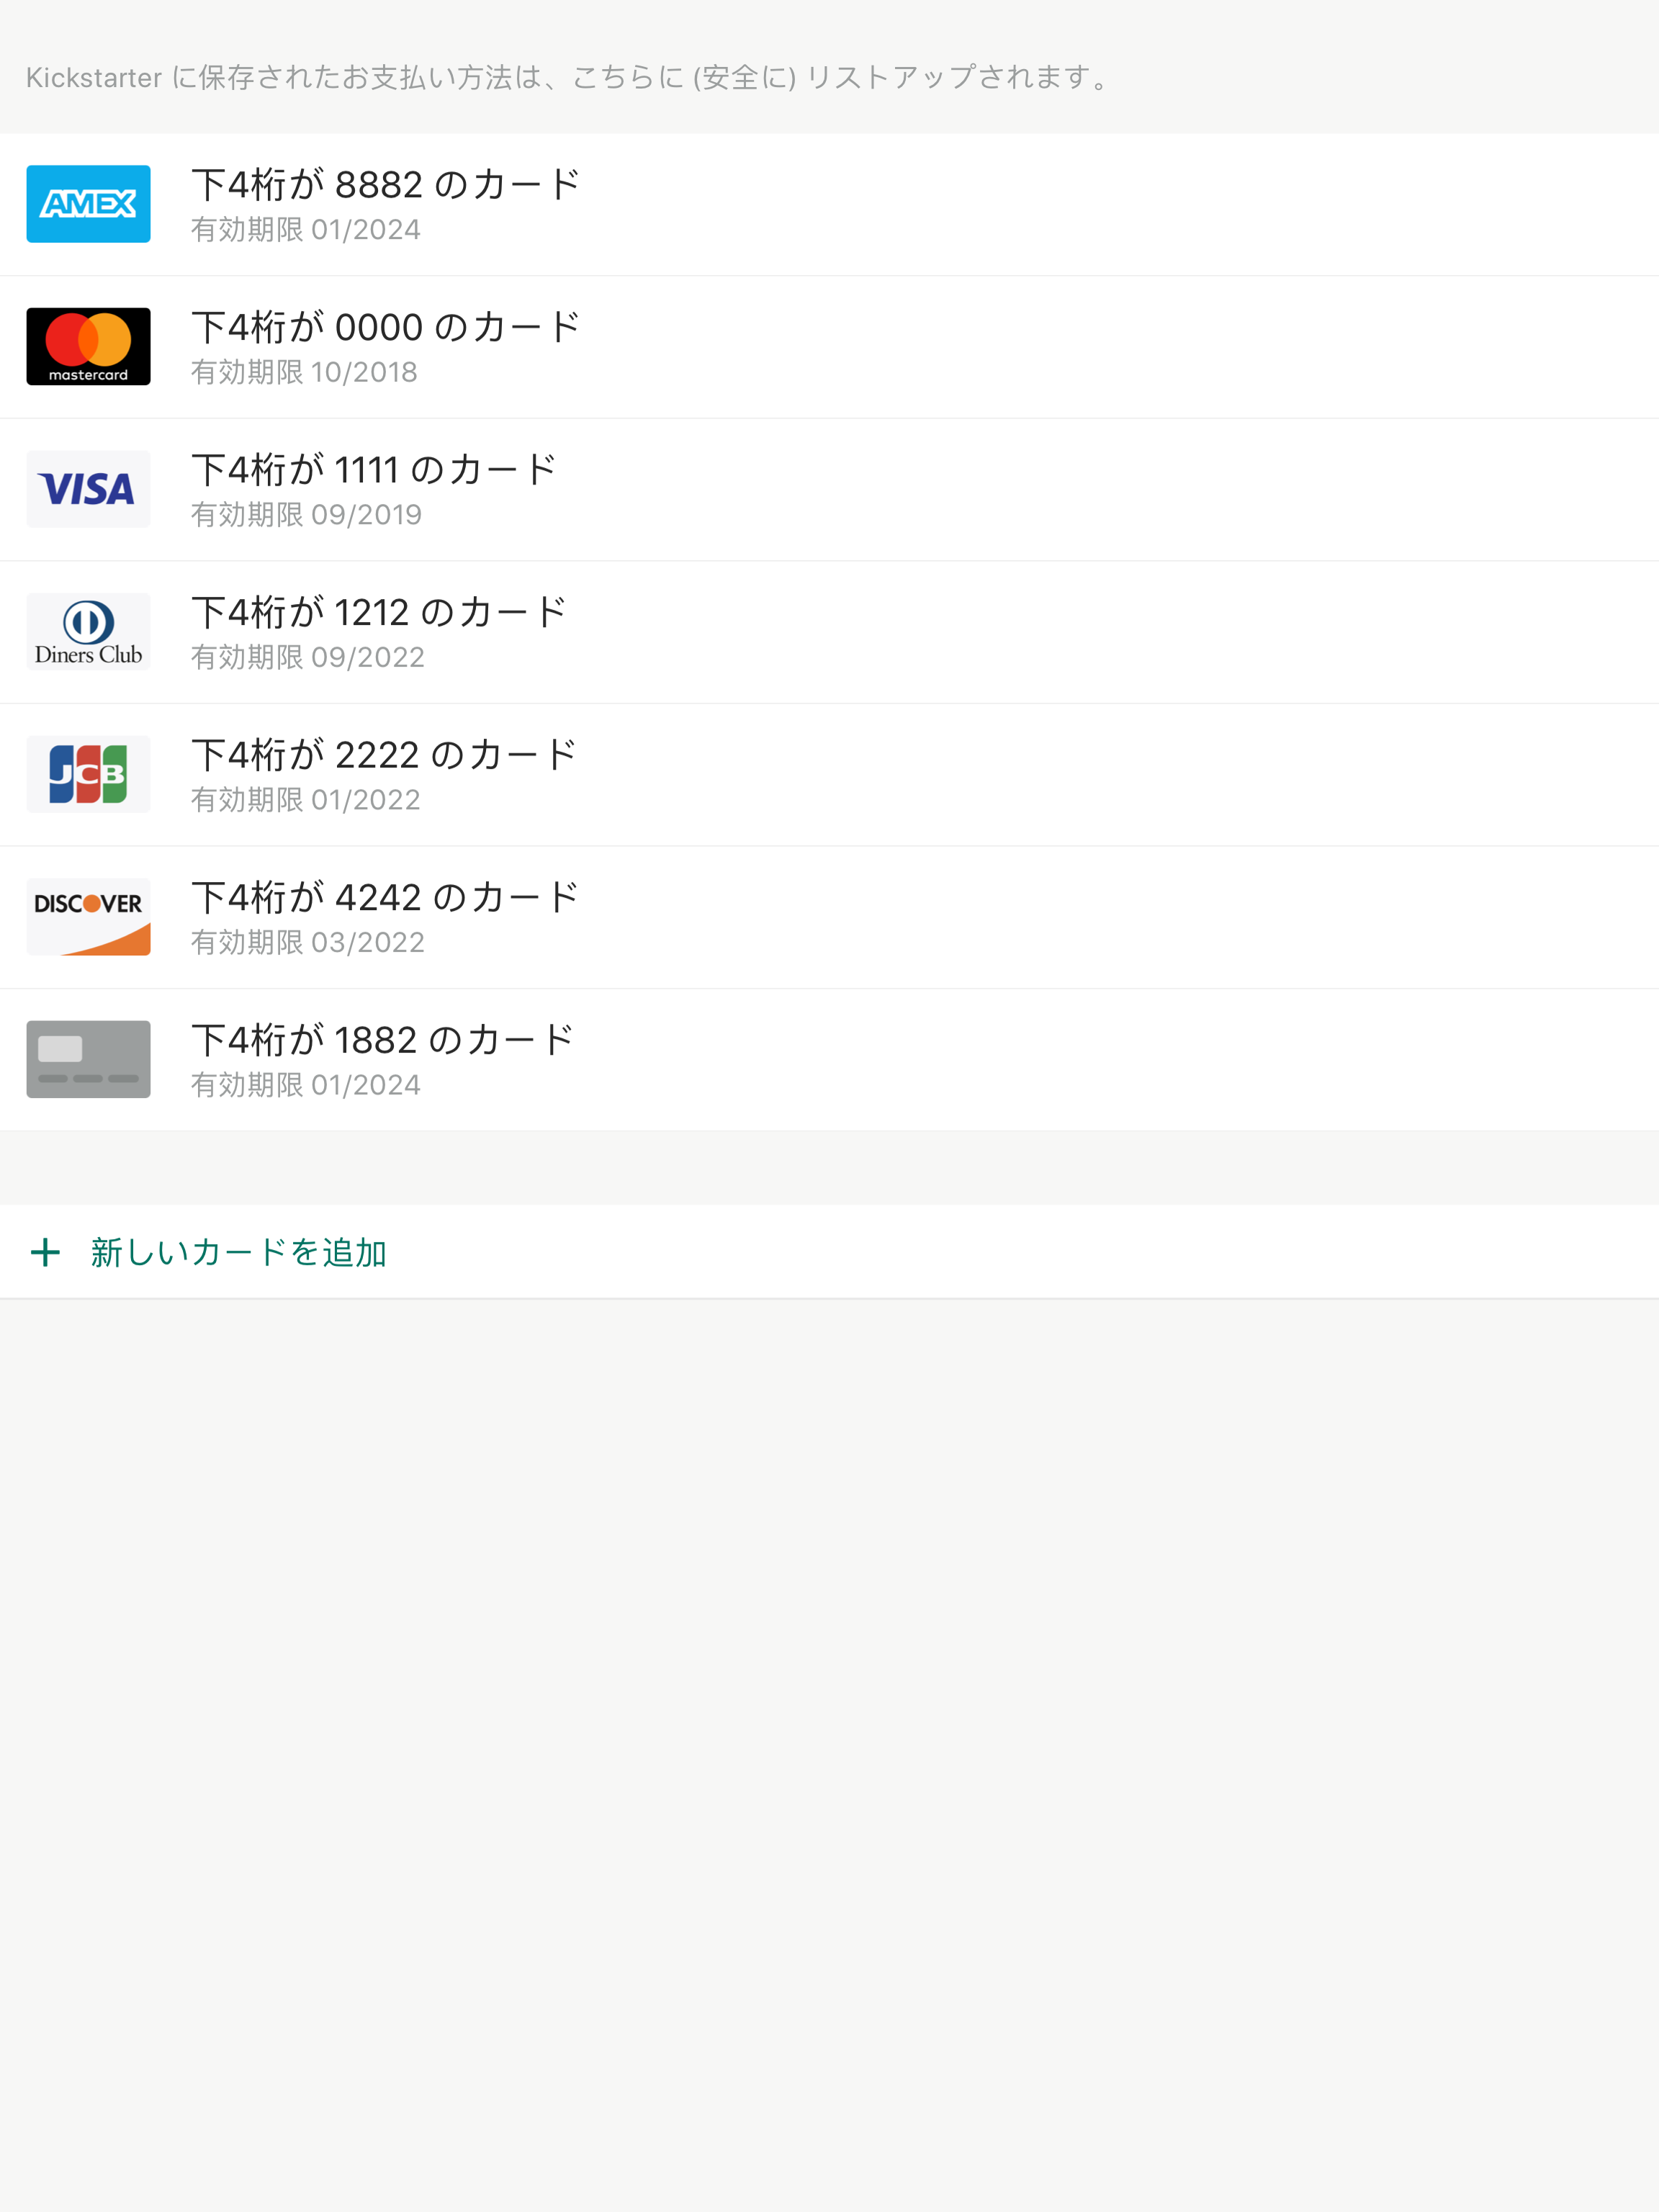 Kickstarter に保存されたお支払い方法は、こちらに (安全に) リストアップされます。
AMEX
下4桁が 8882 のカード
有効期限 01/2024
mastercard
下4桁が 0000 のカード
有効期限 10/2018
VISA
下4桁が 1111 のカード
有効期限 09/2019
Diners Club
下4桁が 1212 のカード
有効期限 09/2022
JCB
下4桁が 2222 のカード
有効期限 01/2022
DISCOVER
下4桁が 4242 のカード
有効期限 03/2022
下4桁が 1882 のカード
有効期限 01/2024
+ 新しいカードを追加